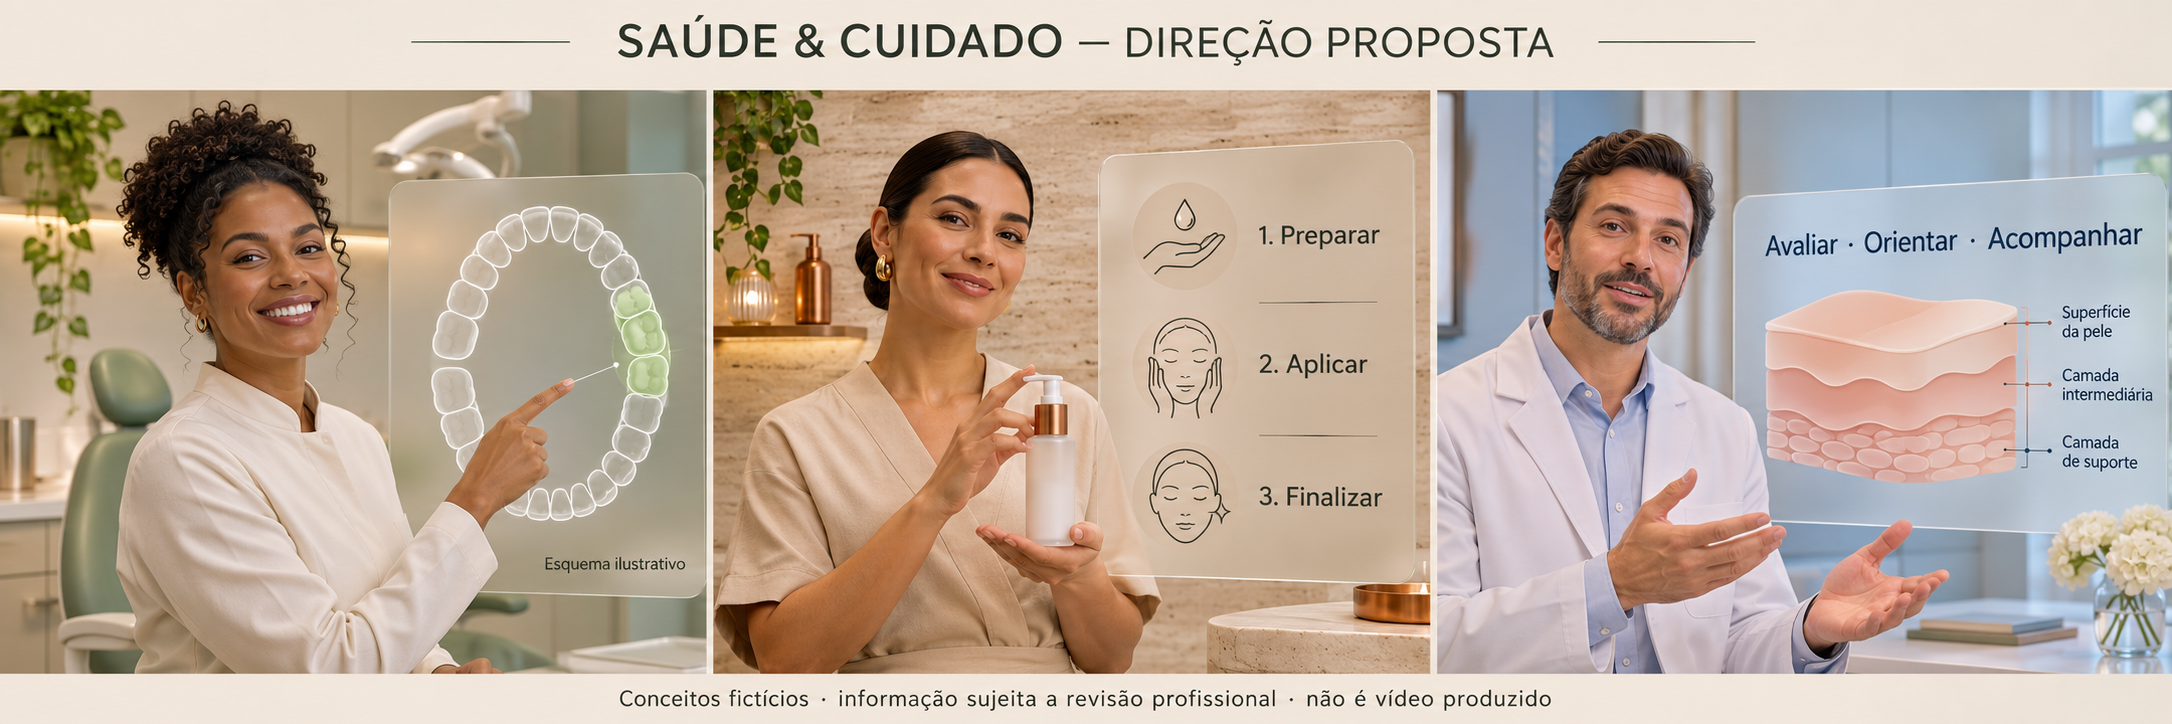 SAÚDE & CUIDADO — DIREÇÃO PROPOSTA
Esquema ilustrativo
1. Preparar
2. Aplicar
3. Finalizar
Avaliar · Orientar · Acompanhar
Superfície
da pele
Camada
intermediária
Camada
de suporte
Conceitos fictícios · informação sujeita a revisão profissional · não é vídeo produzido